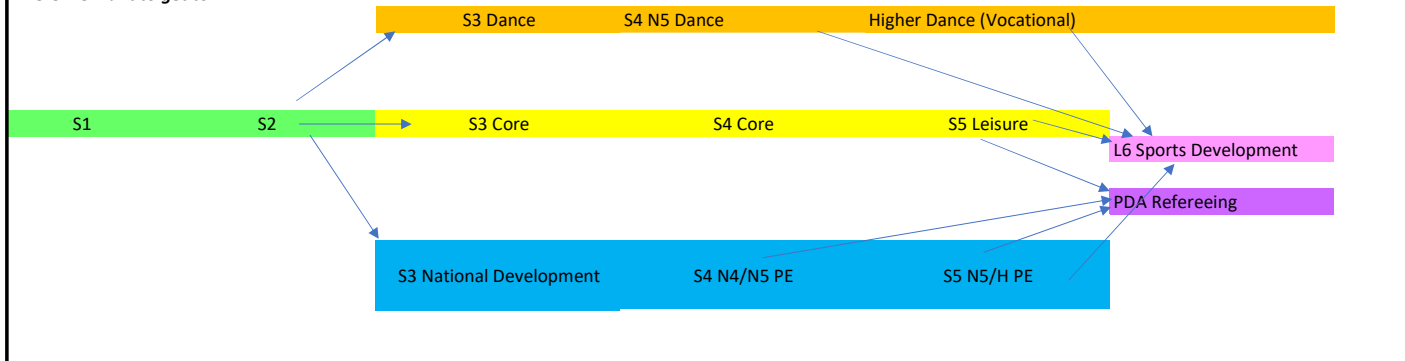 S3 Dance S4 N5 Dance Higher Dance (Vocational)
S1 S2 S3 Core S4 Core S5 Leisure
L6 Sports Development
PDA Refereeing
S3 National Development S4 N4/N5 PE S5 N5/H PE